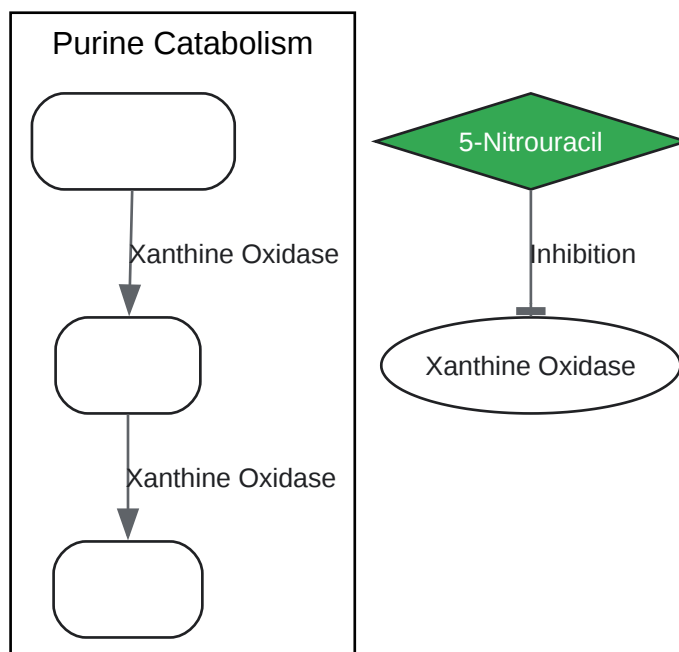 Purine Catabolism
5-Nitrouracil
Xanthine Oxidase
Inhibition
Xanthine Oxidase
Xanthine Oxidase